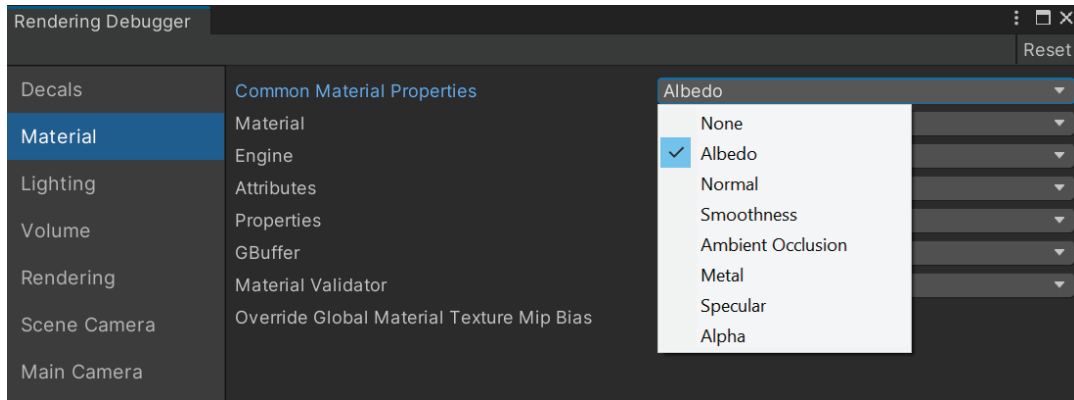 Rendering Debugger
Reset
Decals
Material
Lighting
Volume
Rendering
Scene Camera
Main Camera
Common Material Properties
Albedo
Material
Engine
Attributes
Properties
GBuffer
Material Validator
Override Global Material Texture Mip Bias
None
Albedo
Normal
Smoothness
Ambient Occlusion
Metal
Specular
Alpha